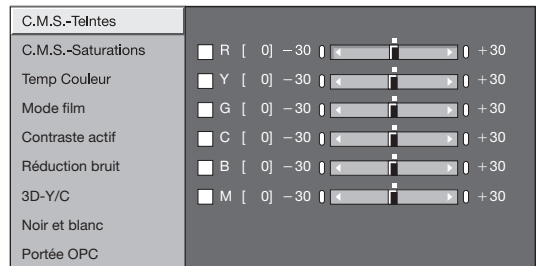 C.M.S.-Teintes
C.M.S.-Saturations
Temp Couleur
Mode film
Contraste actif
Réduction bruit
3D-Y/C
Noir et blanc
Portée OPC
R [ 0] −30 +30
Y [ 0] −30 +30
G [ 0] −30 +30
C [ 0] −30 +30
B [ 0] −30 +30
M [ 0] −30 +30